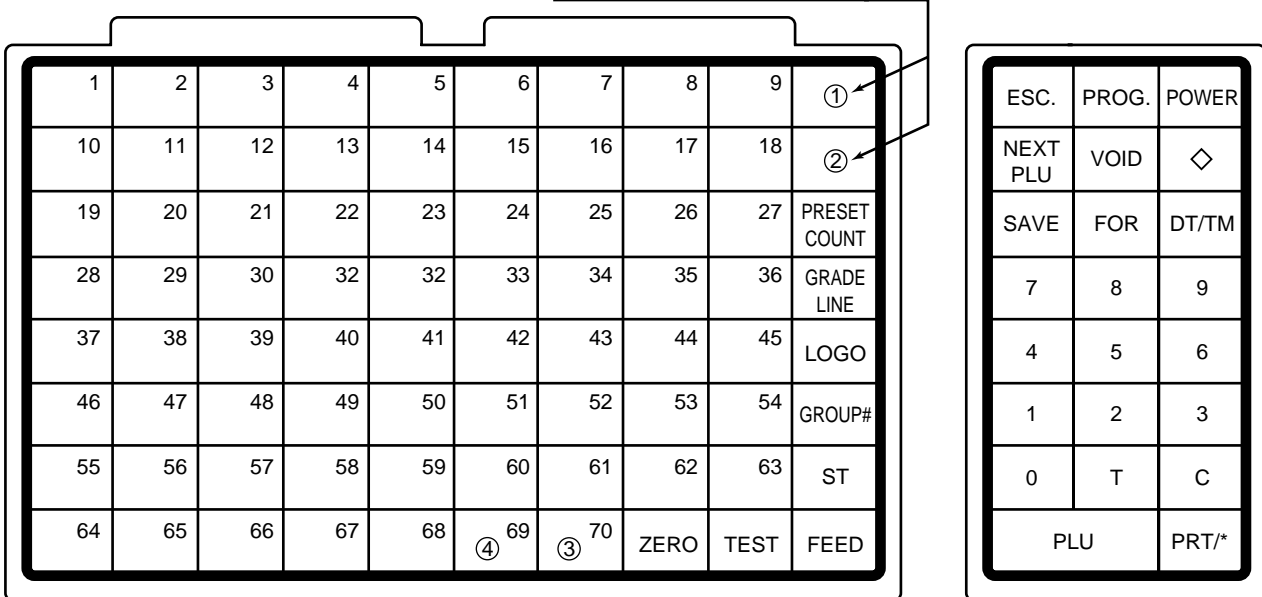 1 2 3 4 5 6 7 8 9 ①
10 11 12 13 14 15 16 17 18 ②
19 20 21 22 23 24 25 26 27 PRESET
COUNT
28 29 30 32 32 33 34 35 36 GRADE
LINE
37 38 39 40 41 42 43 44 45 LOGO
46 47 48 49 50 51 52 53 54 GROUP#
55 56 57 58 59 60 61 62 63 ST
64 65 66 67 68 ④ 69 ③ 70 ZERO TEST FEED
ESC. PROG. POWER
NEXT
PLU VOID ◇
SAVE FOR DT/TM
7 8 9
4 5 6
1 2 3
0 T C
PLU PRT/*